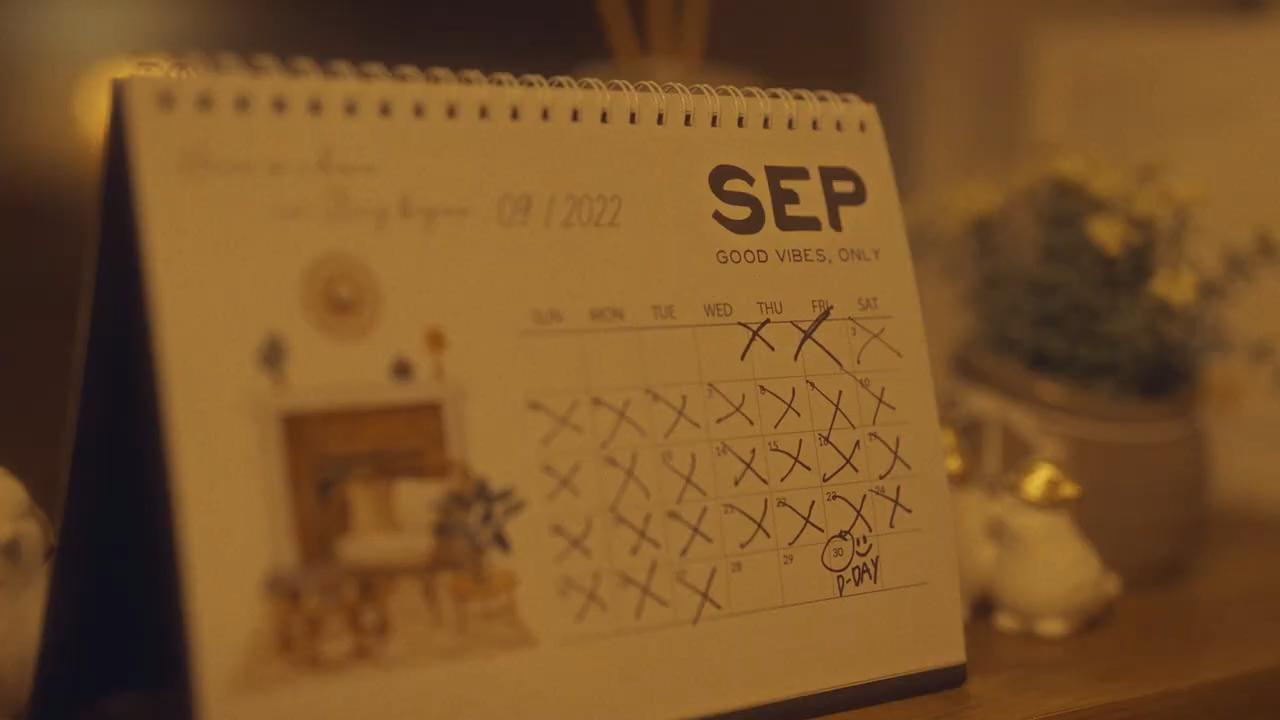 09 / 2022
SEP
GOOD VIBES, ONLY
SUN MON TUE WED THU FRI SAT
3
7 8 9 10
14 15 16 17
21 22 23 24
28 29 30
D-DAY